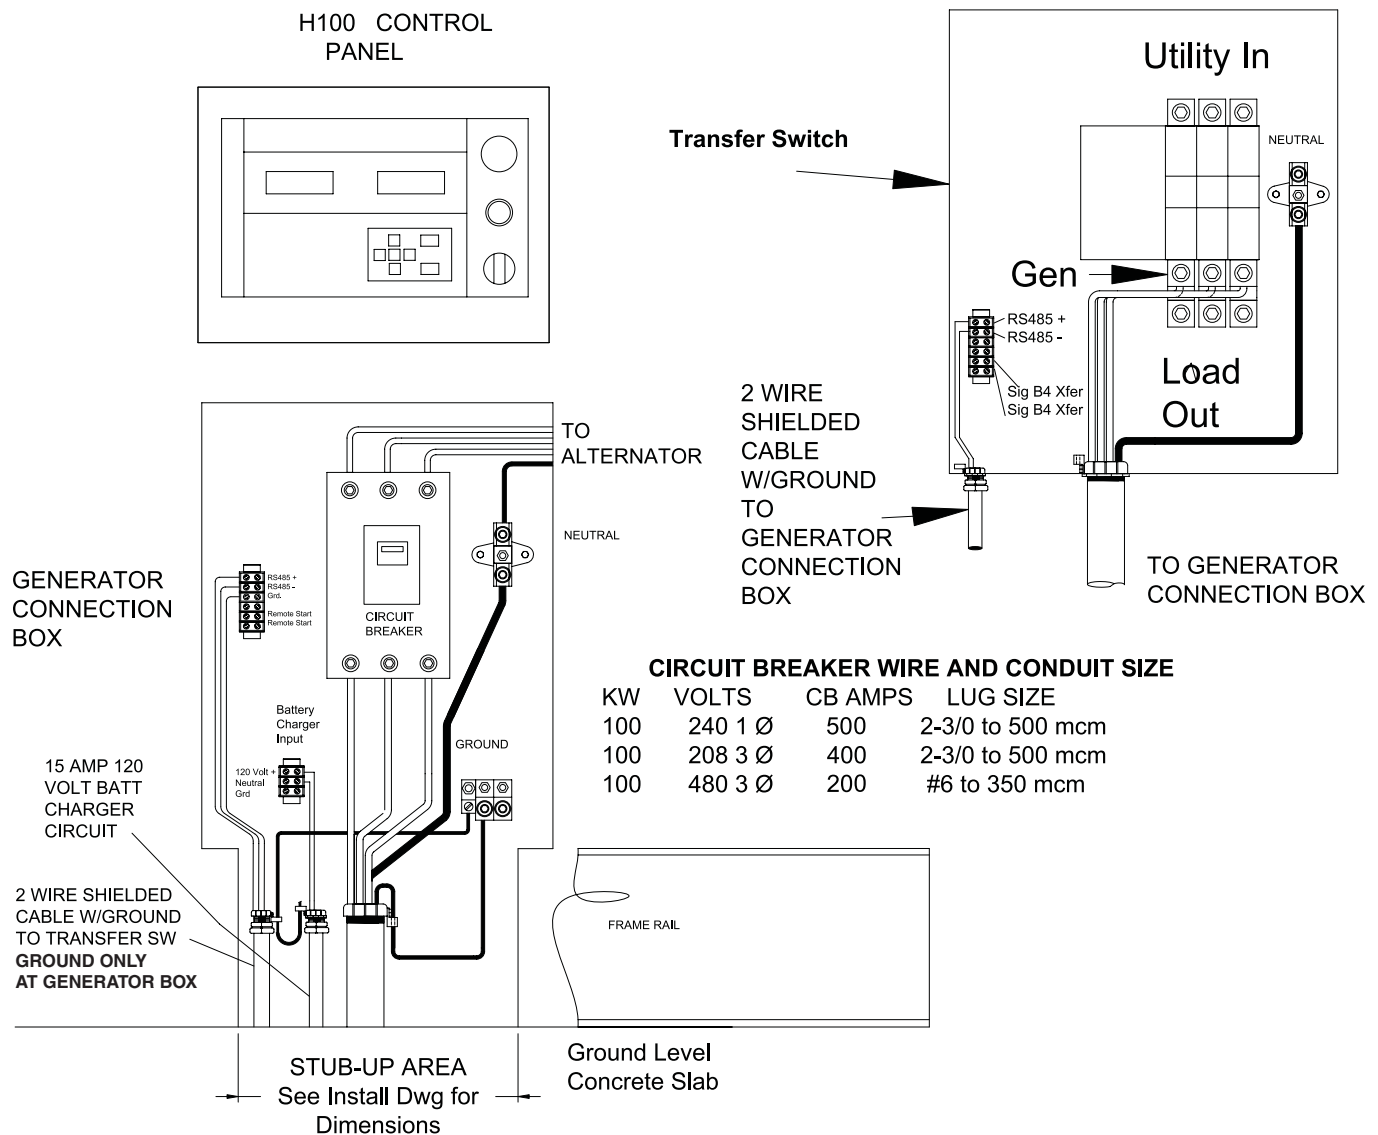 H100 CONTROL
PANEL
Utility In
Transfer Switch
NEUTRAL
Gen
RS485 +
RS485 -
Sig B4 Xfer
Sig B4 Xfer
Load
Out
2 WIRE
SHIELDED
CABLE
W/GROUND
TO
GENERATOR
CONNECTION
BOX
TO GENERATOR
CONNECTION BOX
TO
ALTERNATOR
NEUTRAL
GENERATOR
CONNECTION
BOX
RS485 +
RS485 -
Grd.
Remote Start
Remote Start
CIRCUIT
BREAKER
Battery
Charger
Input
120 Volt +
Neutral
Grd
GROUND
15 AMP 120
VOLT BATT
CHARGER
CIRCUIT
2 WIRE SHIELDED
CABLE W/GROUND
TO TRANSFER SW
GROUND ONLY
AT GENERATOR BOX
CIRCUIT BREAKER WIRE AND CONDUIT SIZE
KW VOLTS CB AMPS LUG SIZE
100 240 1 Ø 500 2-3/0 to 500 mcm
100 208 3 Ø 400 2-3/0 to 500 mcm
100 480 3 Ø 200 #6 to 350 mcm
FRAME RAIL
STUB-UP AREA
See Install Dwg for
Dimensions
Ground Level
Concrete Slab